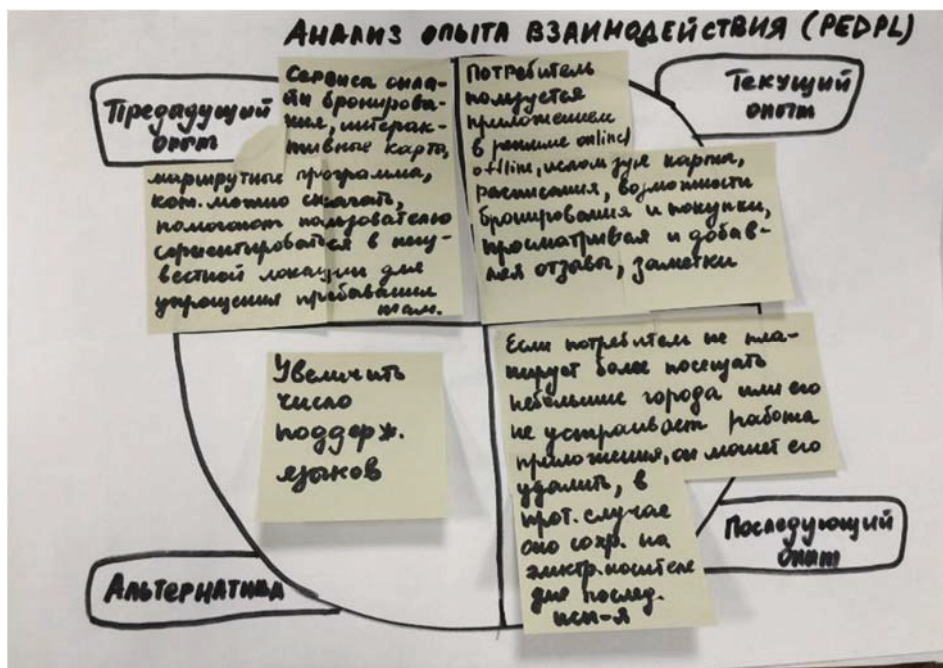 АНАЛИЗ ОПЫТА ВЗАИМОДЕЙСТВИЯ (PEDPL)
Предыдущий
опыт
Сервиса оплаты
ты бронирова-
ния, интерак-
тивные карта,
маршрутные программа,
кот. можно скачать,
помогают пользователю
сориентироваться в неиз-
вестной локации для
упрощения пребывания
там.
Текущий
опыт
Потребитель
пользуется
приложением
в режиме online/
offline, используя карта,
расписания, возможности
бронирования и покупки,
просматривая и добав-
ляя отзывы, заметки
Увеличить
число
поддерж.
языков
Альтернатива
Если потребитель не пла-
нирует более посещать
небольшие города или его
не устраивает работа
приложения, он может его
удалить, в
прот. случае
оно сохр. на
электр. носителе
для послед.
исп-я
Последующий
опыт